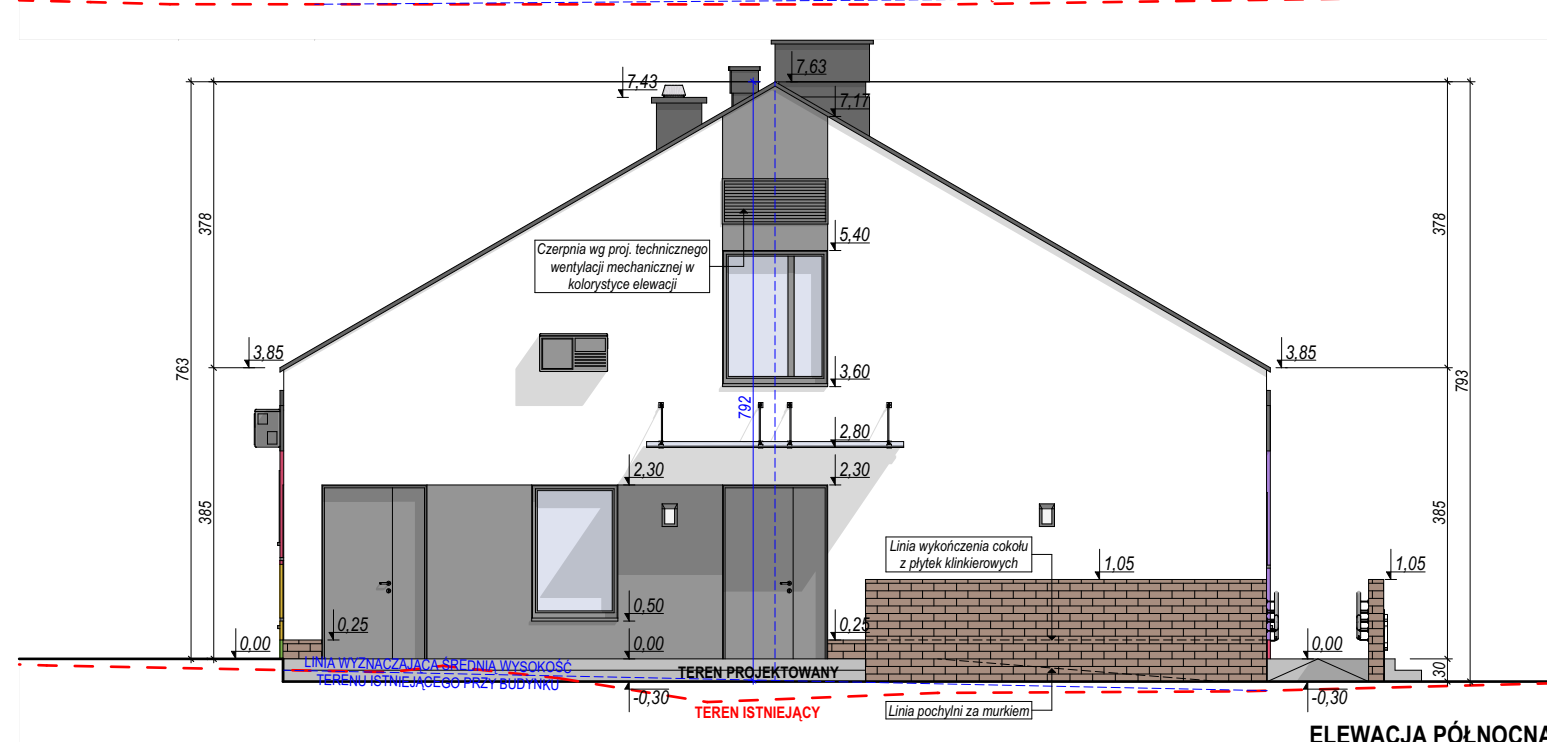 7,63
7,43
7,17
378
378
5,40
Czerpnia wg proj. technicznego
wentylacji mechanicznej w
kolorystyce elewacji
3,85
3,60
3,85
763
793
792
2,80
2,30
2,30
385
385
Linia wykończenia cokołu
z płytek klinkierowych
1,05
1,05
0,50
0,25
0,25
0,00
0,00
0,00
LINIA WYZNACZAJĄCA ŚREDNIĄ WYSOKOŚĆ
TERENU ISTNIEJĄCEGO PRZY BUDYNKU
TEREN PROJEKTOWANY
30
-0,30
-0,30
TEREN ISTNIEJĄCY
Linia pochylni za murkiem
ELEWACJA PÓŁNOCNA